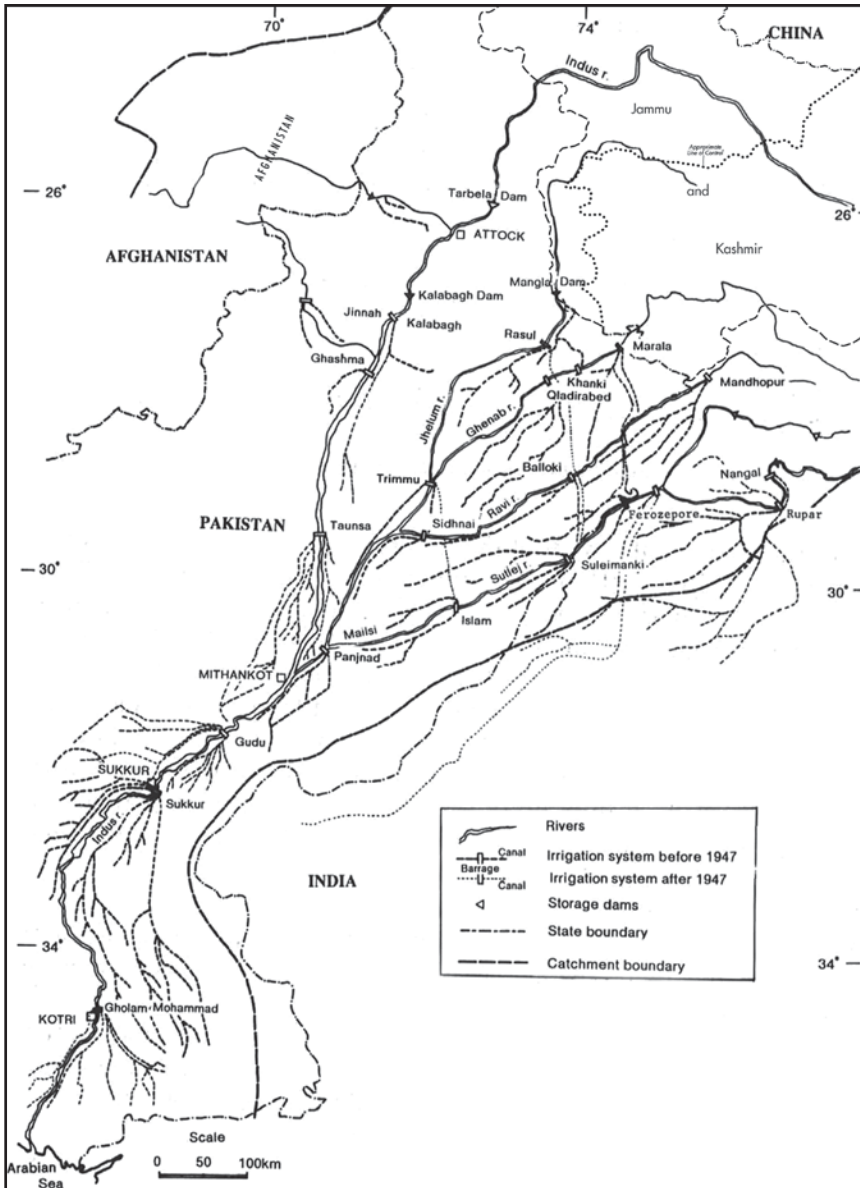 70°
74°
CHINA
Indus r.
Jammu
AFGHANISTAN
Approximate
Line of Control
26°
and
Tarbela Dam
26°
ATTOCK
AFGHANISTAN
Kashmir
Mangla Dam
Kalabagh Dam
Jinnah
Kalabagh
Rasul
Marala
Ghashma
Khanki
Mandhopur
Qladirabed
Jhelum r.
Ghenab r.
Balloki
Nangal
Trimmu
Ravi r.
PAKISTAN
Taunsa
Sidhnai
Ferozepore
Rupar
30°
Sutlej r.
Suleimanki
30°
Islam
Mailsi
Panjnad
MITHANKOT
Gudu
SUKKUR
Sukkur
Indus r.
INDIA
Rivers
Canal
Irrigation system before 1947
Barrage
Irrigation system after 1947
Canal
Storage dams
State boundary
Catchment boundary
34°
34°
Gholam Mohammad
KOTRI
Scale
Arabian
Sea
0 50 100km